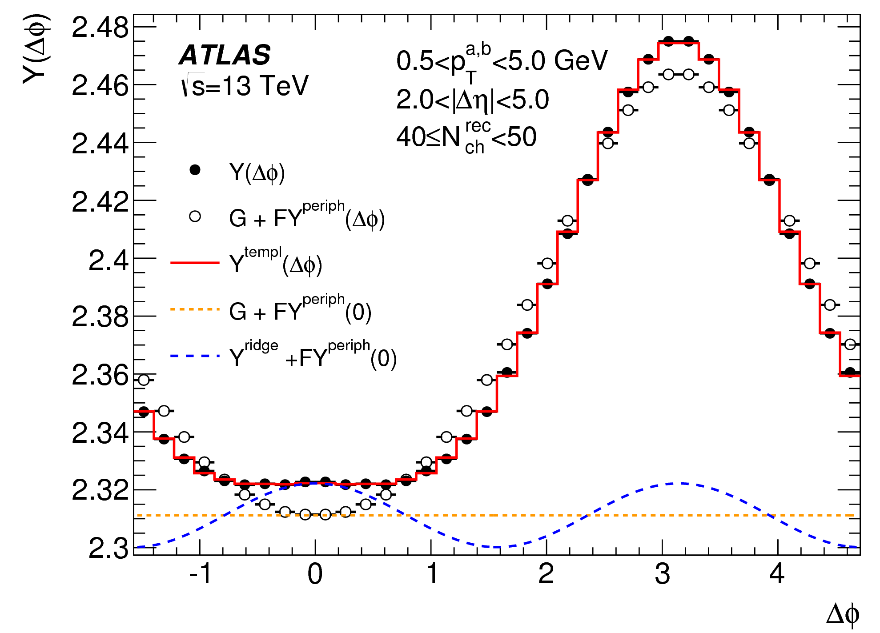 Y(Δϕ)
2.48
2.46
2.44
2.42
2.4
2.38
2.36
2.34
2.32
2.3
ATLAS
√s=13 TeV
0.5<p_T^{a,b}<5.0 GeV
2.0<|Δη|<5.0
40≤N_{ch}^{rec}<50
Y(Δϕ)
G + FY^{periph}(Δϕ)
Y^{templ}(Δϕ)
G + FY^{periph}(0)
Y^{ridge} +FY^{periph}(0)
-1 0 1 2 3 4
Δϕ